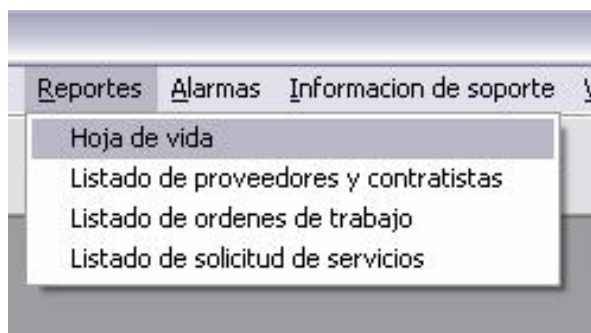 Reportes Alarmas Informacion de soporte
Hoja de vida
Listado de proveedores y contratistas
Listado de ordenes de trabajo
Listado de solicitud de servicios